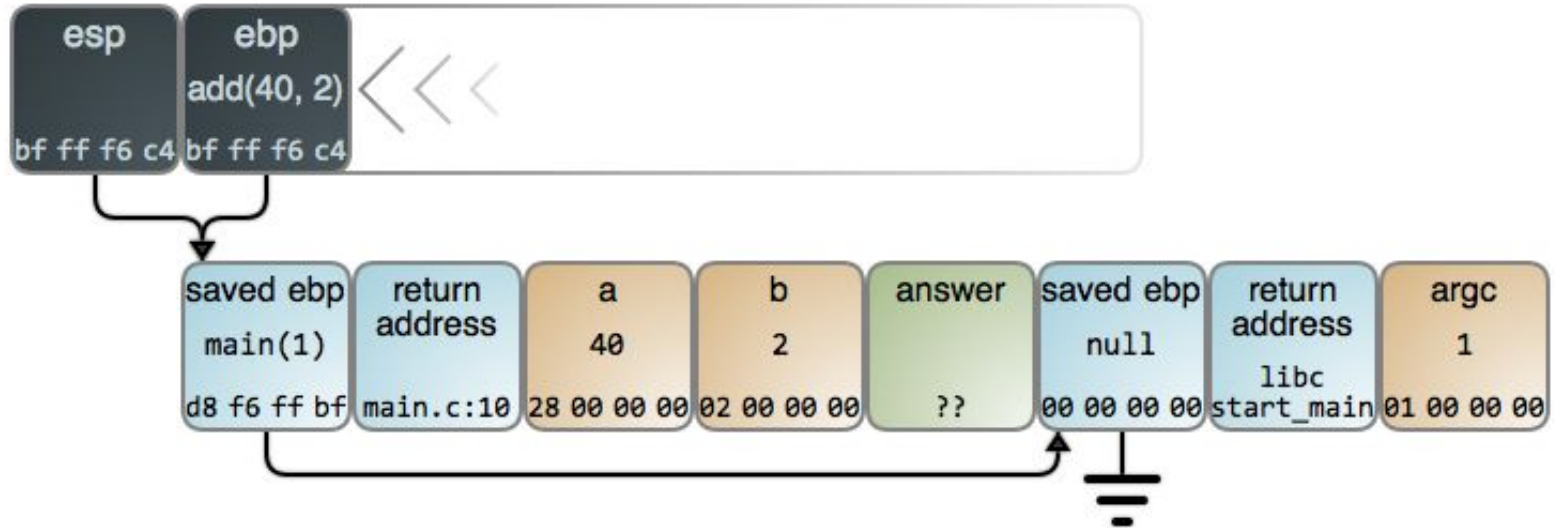 esp
bf ff f6 c4
ebp
add(40, 2)
bf ff f6 c4
saved ebp
main(1)
d8 f6 ff bf
return
address
main.c:10
a
40
28 00 00 00
b
2
02 00 00 00
answer
??
saved ebp
null
00 00 00 00
return
address
libc
start_main
argc
1
01 00 00 00